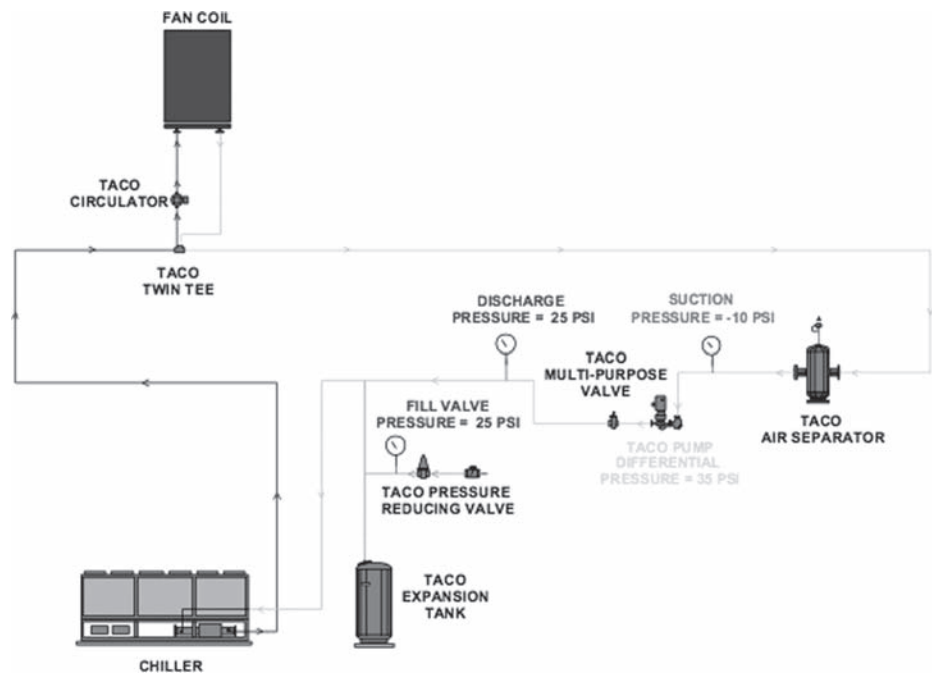 FAN COIL
TACO
CIRCULATOR
TACO
TWIN TEE
DISCHARGE
PRESSURE = 25 PSI
SUCTION
PRESSURE = -10 PSI
TACO
MULTI-PURPOSE
VALVE
TACO
AIR SEPARATOR
FILL VALVE
PRESSURE = 25 PSI
TACO PUMP
DIFFERENTIAL
PRESSURE = 35 PSI
TACO PRESSURE
REDUCING VALVE
TACO
EXPANSION
TANK
CHILLER